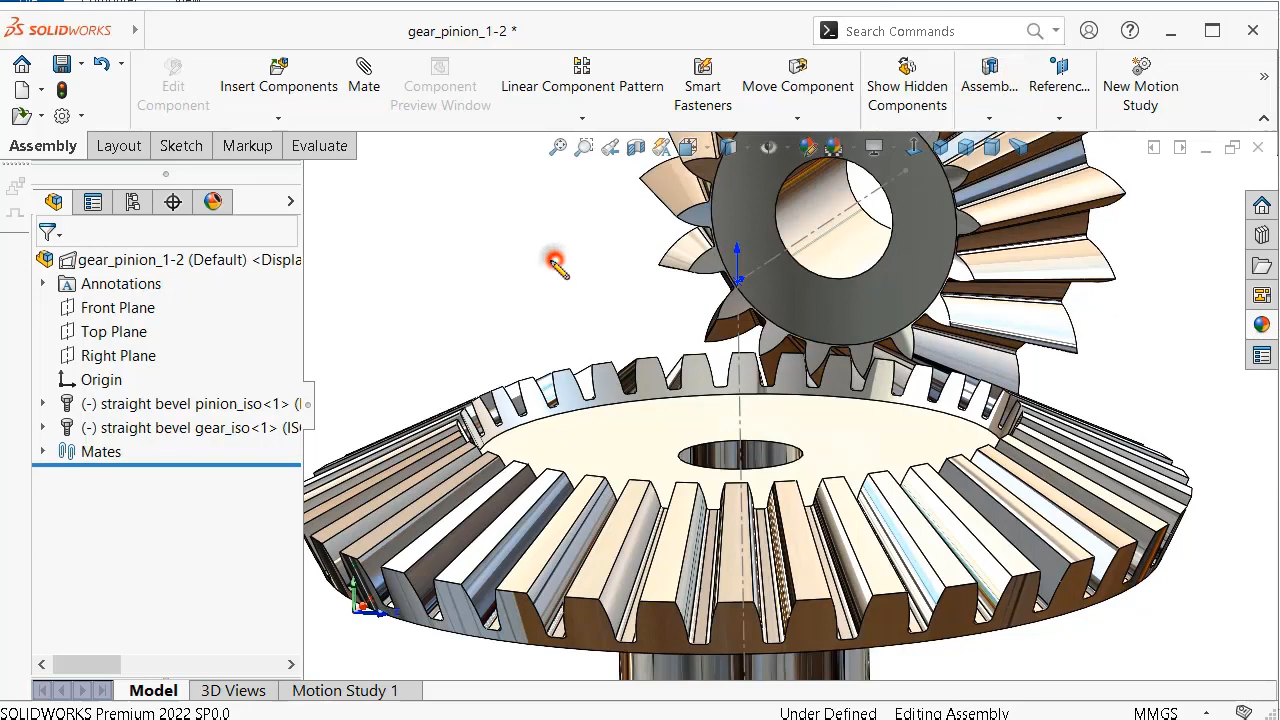 SOLIDWORKS
gear_pinion_1-2 *
Search Commands
Edit Component
Insert Components
Mate
Component Preview Window
Linear Component Pattern
Smart Fasteners
Move Component
Show Hidden Components
Assemb...
Referenc...
New Motion Study
Assembly
Layout
Sketch
Markup
Evaluate
gear_pinion_1-2 (Default) <Displa
Annotations
Front Plane
Top Plane
Right Plane
Origin
(-) straight bevel pinion_iso<1> (I
(-) straight bevel gear_iso<1> (IS
Mates
Model
3D Views
Motion Study 1
SOLIDWORKS Premium 2022 SP0.0
Under Defined
Editing Assembly
MMGS